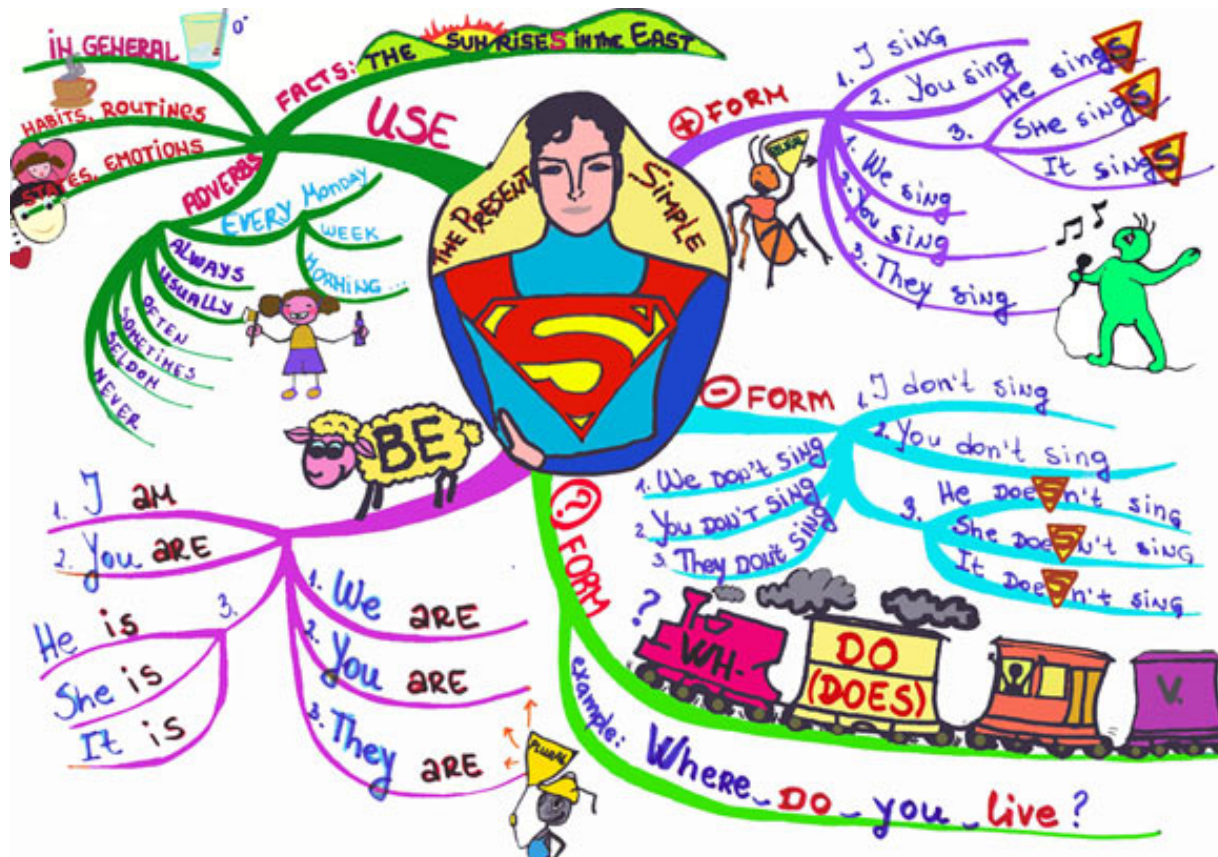 THE PRESENT SIMPLE
S
USE
FACTS: THE SUN RISES IN THE EAST
IN GENERAL
0°
HABITS, ROUTINES
STATES, EMOTIONS
ADVERBS
EVERY MONDAY
WEEK
MORNING...
ALWAYS
USUALLY
OFTEN
SOMETIMES
SELDOM
NEVER
+ FORM
1. I sing
2. You sing
3.
He singS
She singS
It singS
1. We sing
2. You sing
3. They sing
- FORM
1. I don't sing
2. You don't sing
3.
He DoeSn't sing
She DoeSn't sing
It DoeSn't sing
1. We DON'T SING
2. You DON'T SING
3. They DON'T SING
? FORM
?
WH-
DO
(DOES)
V.
example: Where DO you live?
BE
1. I am
2. You are
3.
He is
She is
It is
1. We are
2. You are
3. They are
PLURAL